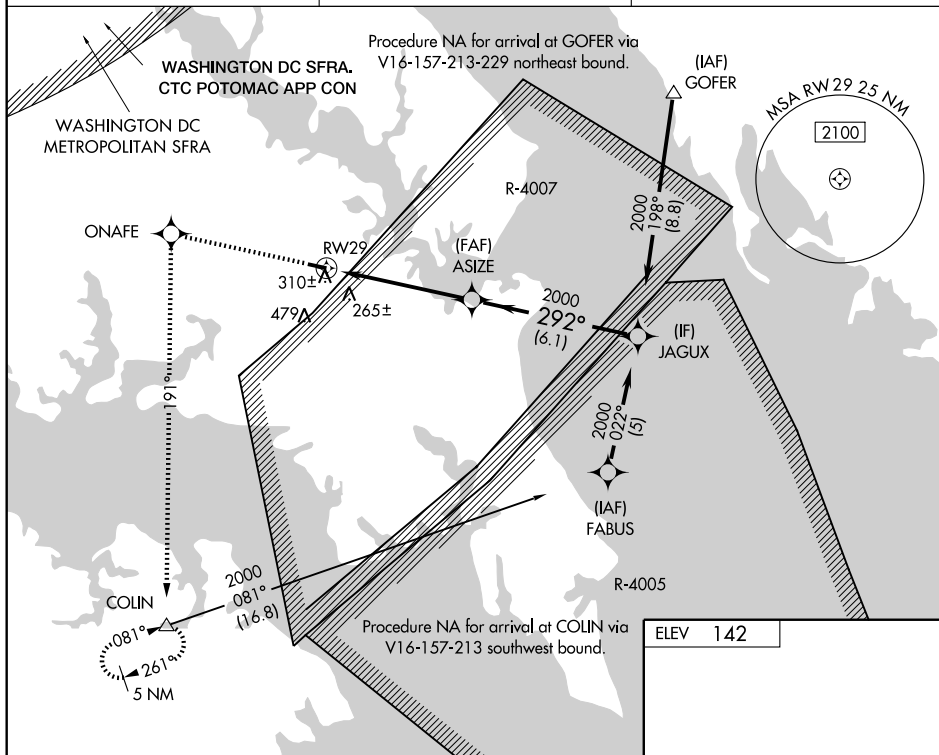 Procedure NA for arrival at GOFER via
V16-157-213-229 northeast bound.
(IAF)
GOFER
WASHINGTON DC SFRA.
CTC POTOMAC APP CON
WASHINGTON DC
METROPOLITAN SFRA
MSA RW 29 25 NM
2100
R-4007
2000
198°
(8.8)
ONAFE
RW29
310±
(FAF)
ASIZE
479
265±
2000
292°
(6.1)
(IF)
JAGUX
191°
2000
022°
(5)
(IAF)
FABUS
R-4005
COLIN
2000
081°
(16.8)
081°
261°
5 NM
Procedure NA for arrival at COLIN via
V16-157-213 southwest bound.
ELEV 142